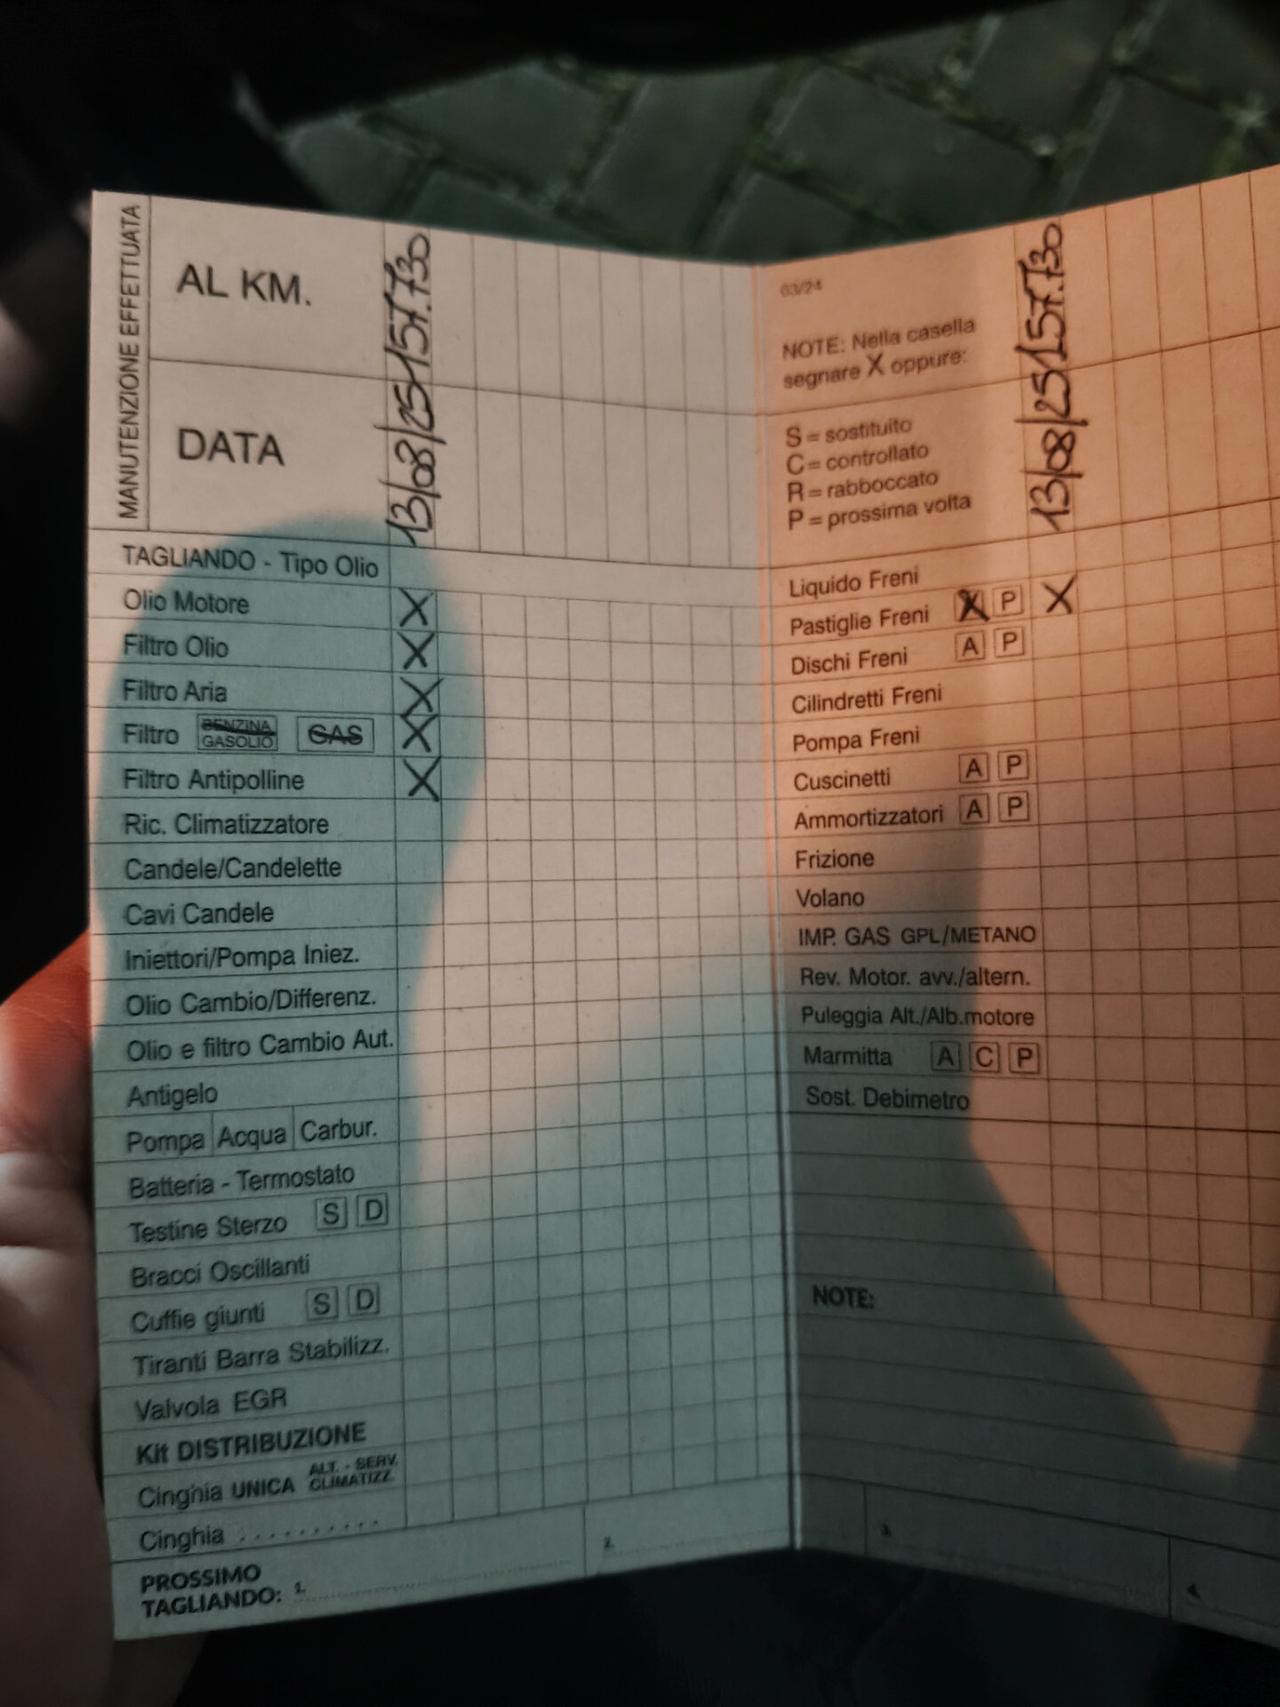 MANUTENZIONE EFFETTUATA
AL KM.
157.730
DATA
13/08/25
TAGLIANDO - Tipo Olio
Olio Motore X
Filtro Olio X
Filtro Aria X
Filtro BENZINA GASOLIO GAS X
Filtro Antipolline X
Ric. Climatizzatore
Candele/Candelette
Cavi Candele
Iniettori/Pompa Iniez.
Olio Cambio/Differenz.
Olio e filtro Cambio Aut.
Antigelo
Pompa Acqua Carbur.
Batteria - Termostato
Testine Sterzo S D
Bracci Oscillanti
Cuffie giunti S D
Tiranti Barra Stabilizz.
Valvola EGR
Kit DISTRIBUZIONE
Cinghia UNICA ALT. - SERV. CLIMATIZZ.
Cinghia ..........
PROSSIMO
TAGLIANDO: 1.
2.
03/24
NOTE: Nella casella
segnare X oppure:
157.730
S = sostituito
C = controllato
R = rabboccato
P = prossima volta
13/08/25
Liquido Freni
Pastiglie Freni X P X
Dischi Freni A P
Cilindretti Freni
Pompa Freni
Cuscinetti A P
Ammortizzatori A P
Frizione
Volano
IMP. GAS GPL/METANO
Rev. Motor. avv./altern.
Puleggia Alt./Alb.motore
Marmitta A C P
Sost. Debimetro
NOTE:
3.
4.